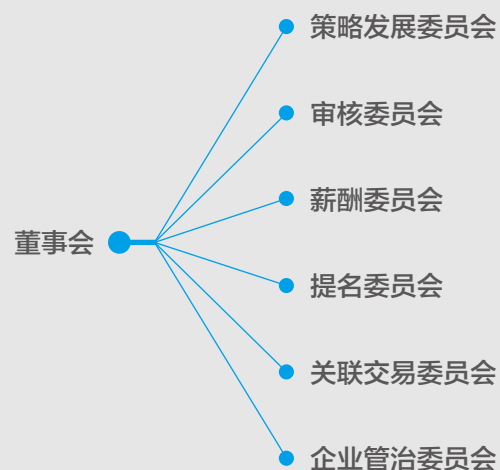 策略发展委员会
审核委员会
薪酬委员会
董事会
提名委员会
关联交易委员会
企业管治委员会